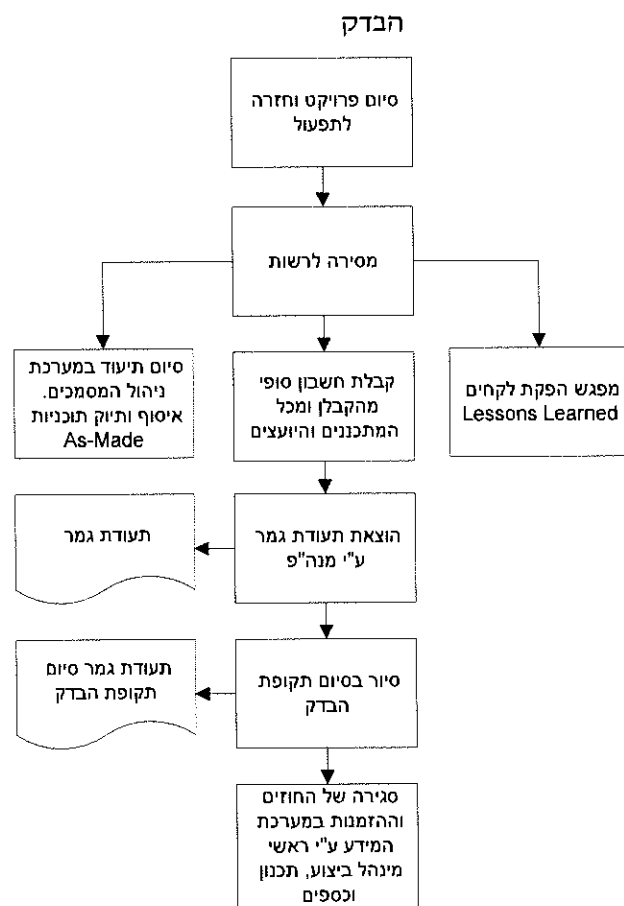 הבדק
סיום פרויקט וחזרה
לתפעול
מסירה לרשות
סיום תיעוד במערכת
ניהול המסמכים.
איסוף ותיוק תוכניות
As-Made
קבלת חשבון סופי
מהקבלן ומכל
המתכננים והיועצים
מפגש הפקת לקחים
Lessons Learned
הוצאת תעודת גמר
ע"י מנה"פ
תעודת גמר
סיור בסיום תקופת
הבדק
תעודת גמר סיום
תקופת הבדק
סגירה של החוזים
וההזמנות במערכת
המידע ע"י ראשי
מינהל ביצוע, תכנון
וכספים